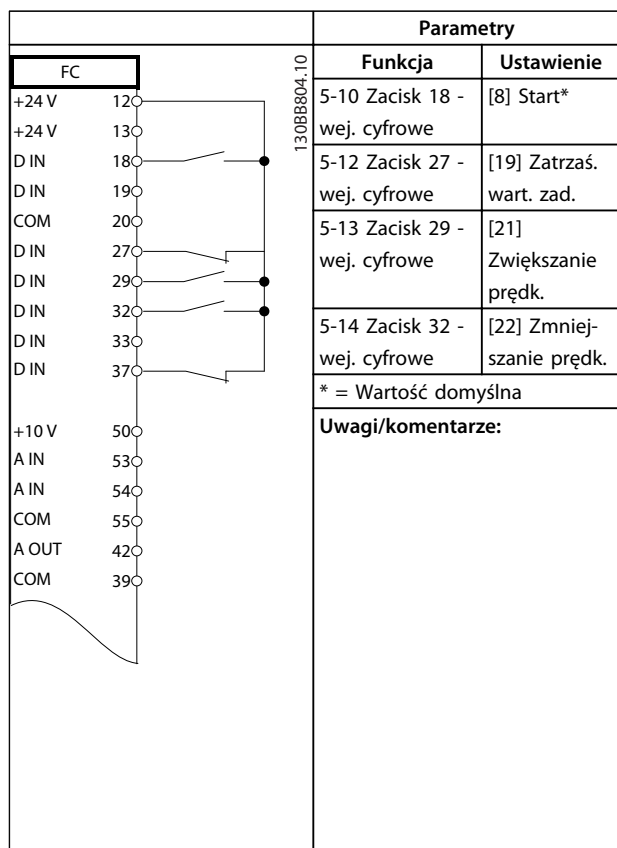 FC
+24 V 12
+24 V 13
D IN 18
D IN 19
COM 20
D IN 27
D IN 29
D IN 32
D IN 33
D IN 37
+10 V 50
A IN 53
A IN 54
COM 55
A OUT 42
COM 39
130BB804.10
Parametry
Funkcja Ustawienie
5-10 Zacisk 18 - [8] Start*
wej. cyfrowe
5-12 Zacisk 27 - [19] Zatrzaś.
wej. cyfrowe wart. zad.
5-13 Zacisk 29 - [21]
wej. cyfrowe Zwiększanie
prędk.
5-14 Zacisk 32 - [22] Zmniej-
wej. cyfrowe szanie prędk.
* = Wartość domyślna
Uwagi/komentarze: